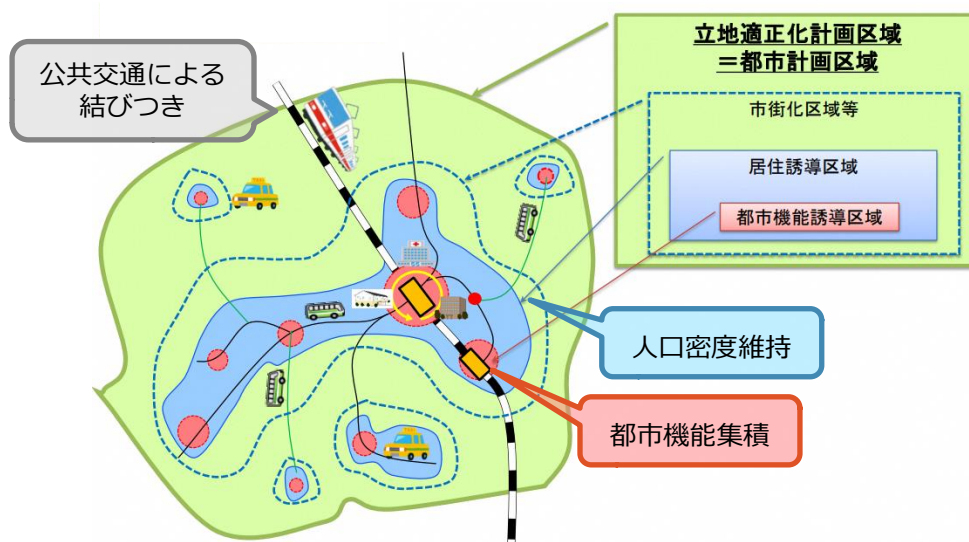 公共交通による
結びつき
立地適正化計画区域
＝都市計画区域
市街化区域等
居住誘導区域
都市機能誘導区域
人口密度維持
都市機能集積